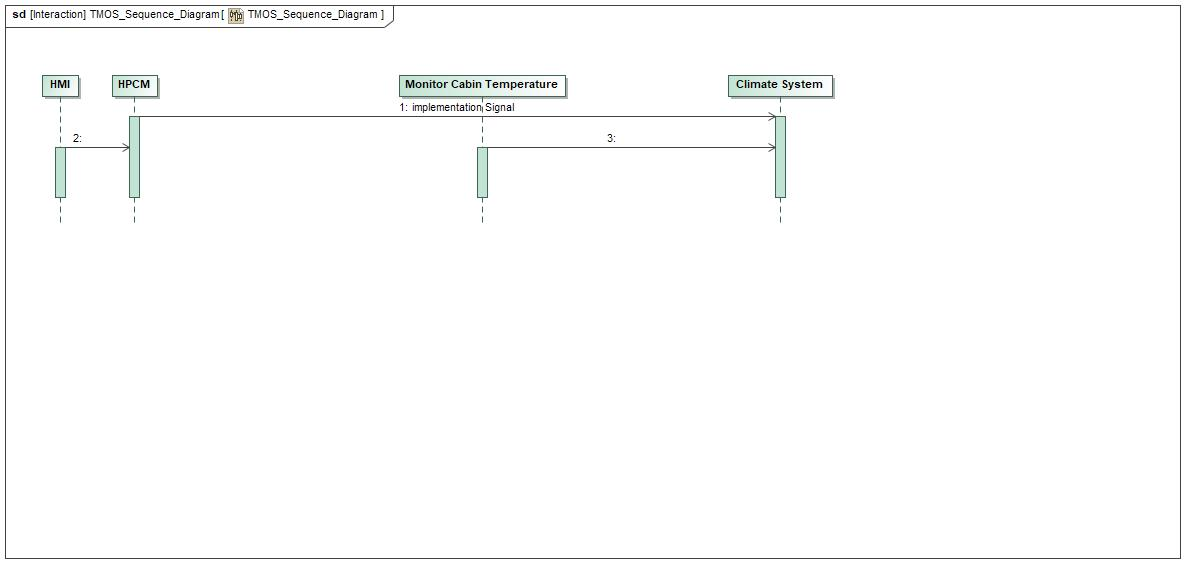 sd [Interaction] TMOS_Sequence_Diagram[ TMOS_Sequence_Diagram ]
HMI
HPCM
Monitor Cabin Temperature
Climate System
1: implementation Signal
2:
3: